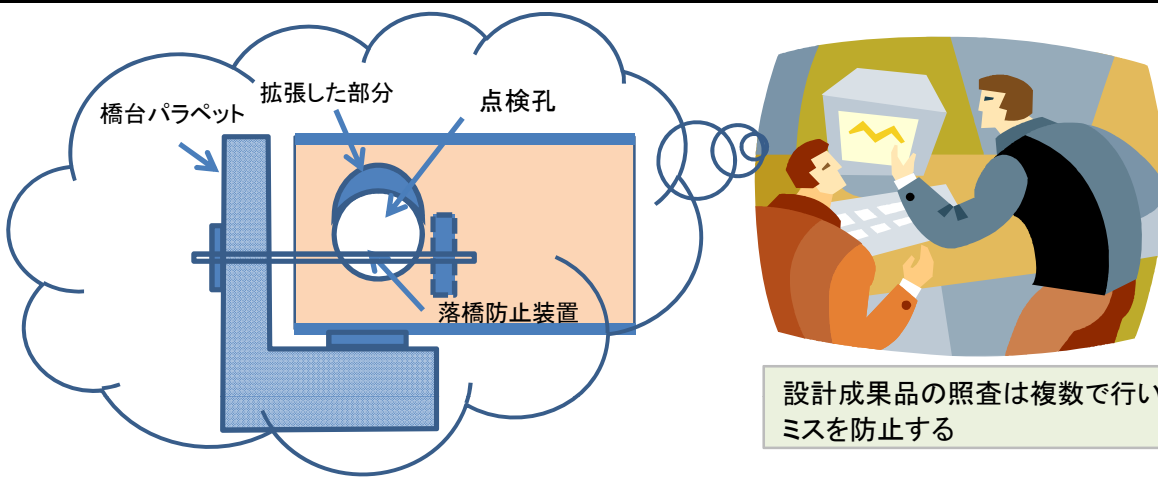 橋台パラペット
拡張した部分
点検孔
落橋防止装置
設計成果品の照査は複数で行い
ミスを防止する